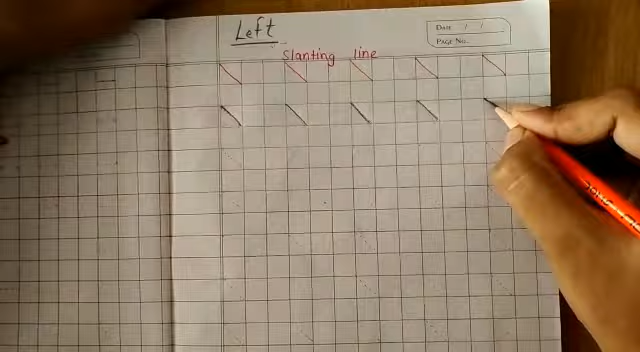 Left
DATE / /
PAGE NO.
Slanting line